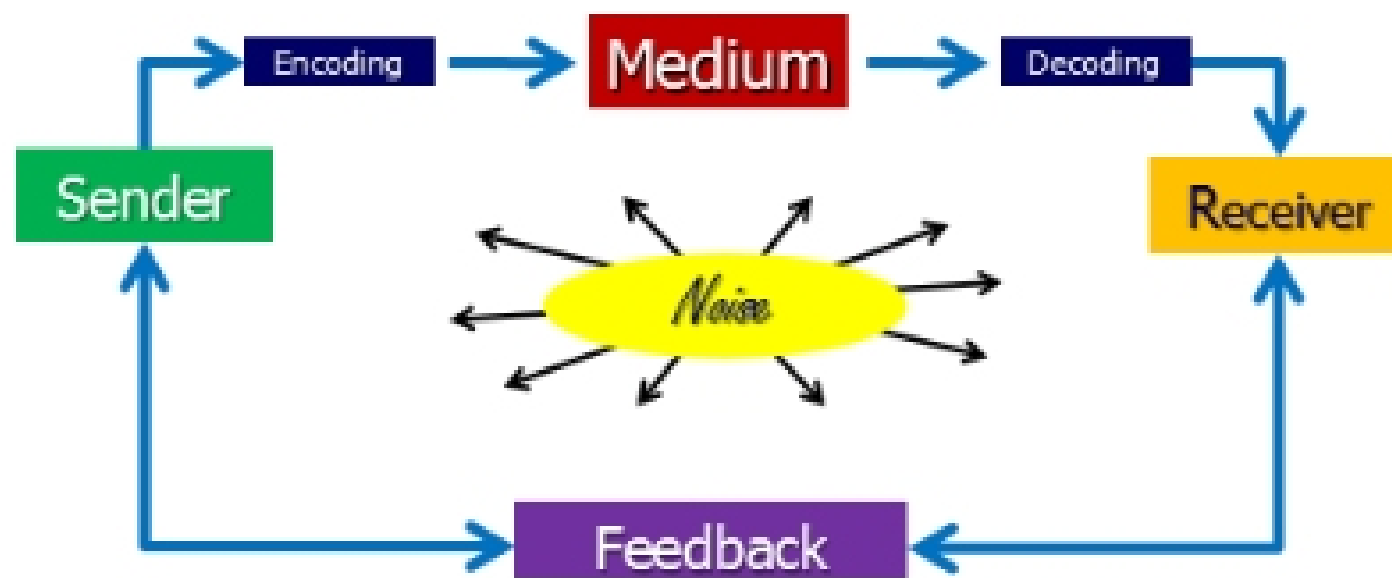 Encoding
Medium
Decoding
Sender
Receiver
Noise
Feedback